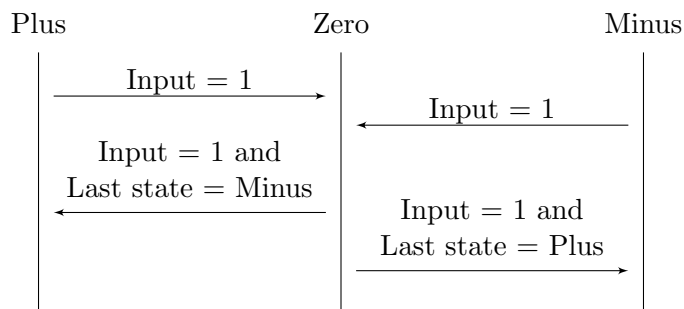 Plus
Zero
Minus
Input = 1
Input = 1
Input = 1 and
Last state = Minus
Input = 1 and
Last state = Plus